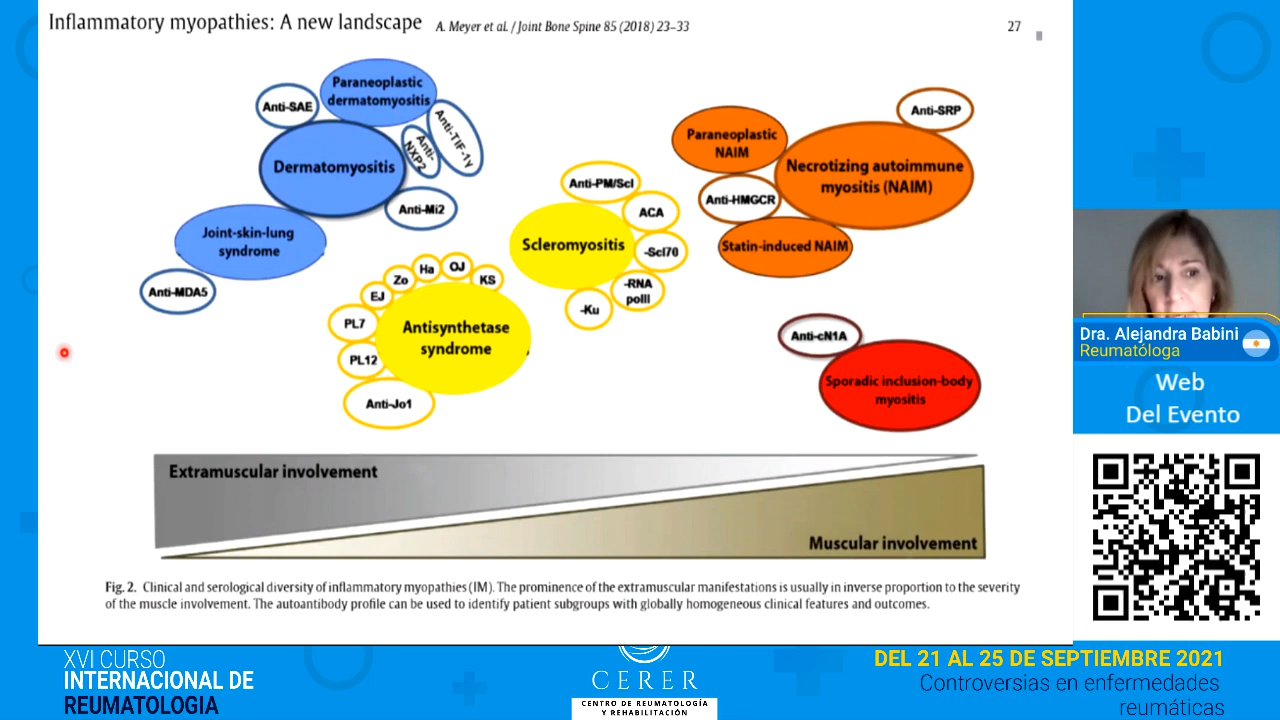 Inflammatory myopathies: A new landscape
A. Meyer et al. / Joint Bone Spine 85 (2018) 23–33
27
Paraneoplastic
dermatomyositis
Anti-SAE
Anti-TIF-1γ
Anti-
NXP2
Dermatomyositis
Anti-Mi2
Joint-skin-lung
syndrome
Anti-MDA5
Zo
Ha
OJ
KS
EJ
PL7
PL12
Anti-Jo1
Antisynthetase
syndrome
Anti-PM/Scl
ACA
-Scl70
-RNA
polII
-Ku
Scleromyositis
Paraneoplastic
NAIM
Anti-SRP
Necrotizing autoimmune
myositis (NAIM)
Anti-HMGCR
Statin-induced NAIM
Anti-cN1A
Sporadic inclusion-body
myositis
Extramuscular involvement
Muscular involvement
Fig. 2. Clinical and serological diversity of inflammatory myopathies (IM). The prominence of the extramuscular manifestations is usually in inverse proportion to the severity
of the muscle involvement. The autoantibody profile can be used to identify patient subgroups with globally homogeneous clinical features and outcomes.
Dra. Alejandra Babini
Reumatóloga
Web
Del Evento
XVI CURSO
INTERNACIONAL DE
REUMATOLOGIA
CERER
CENTRO DE REUMATOLOGÍA
Y REHABILITACIÓN
DEL 21 AL 25 DE SEPTIEMBRE 2021
Controversias en enfermedades
reumáticas